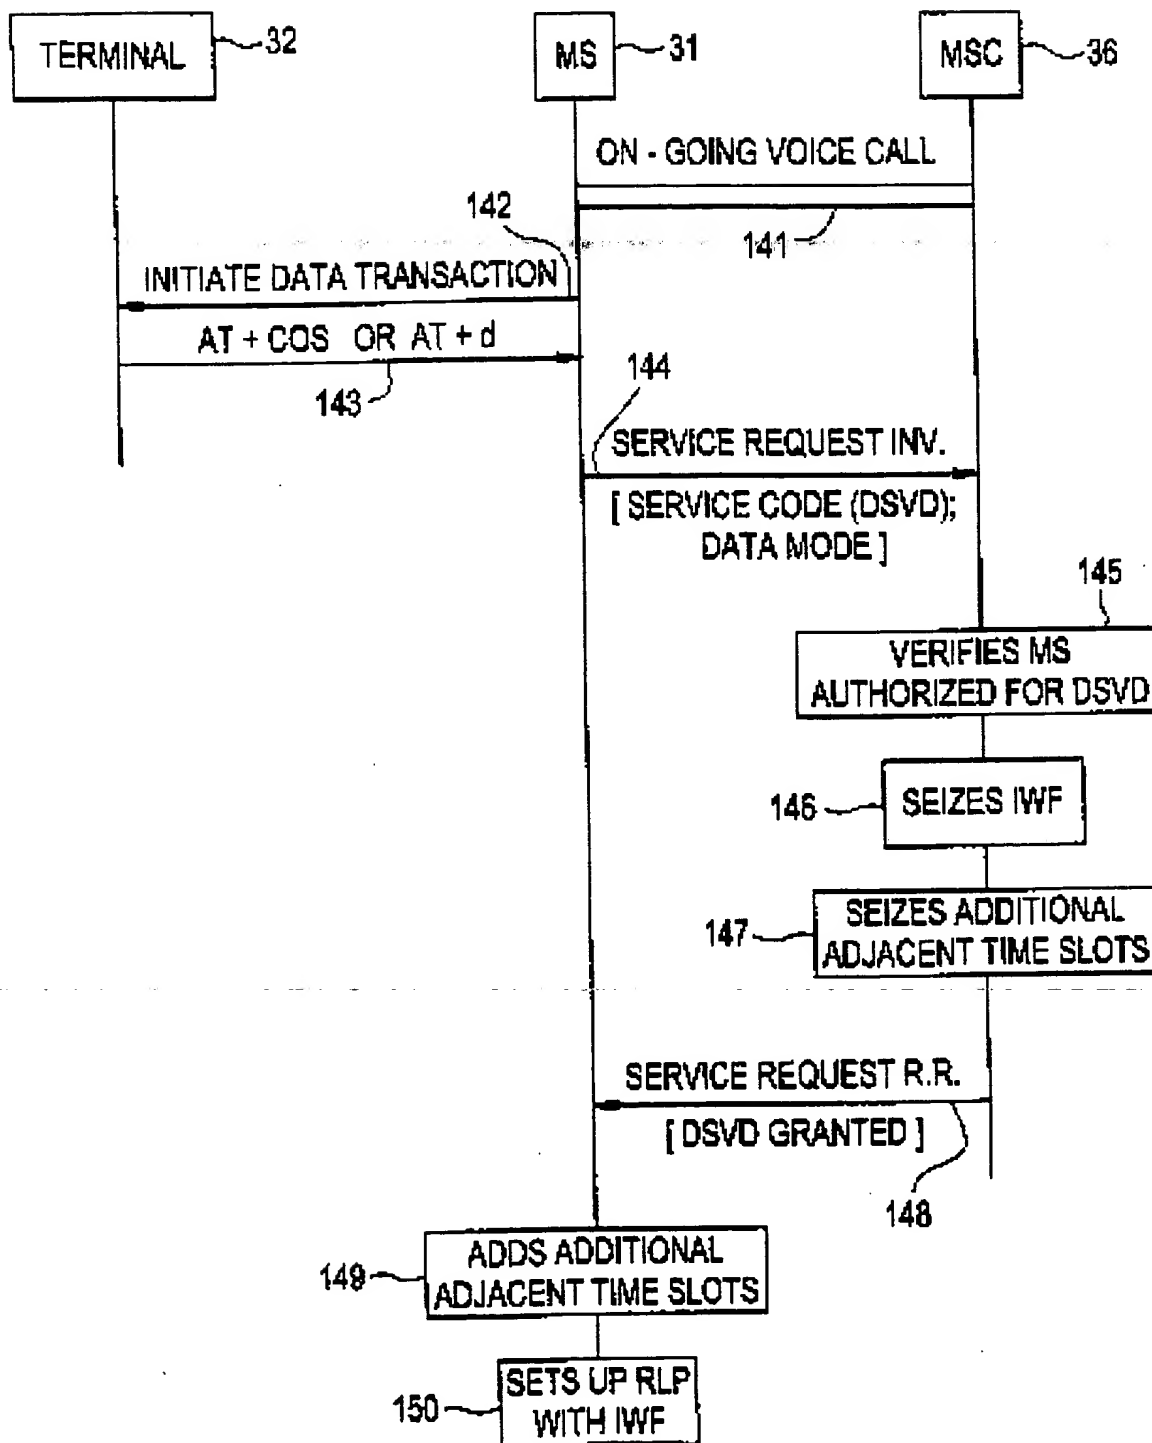 TERMINAL
32
MS
31
MSC
36
ON - GOING VOICE CALL
142
141
INITIATE DATA TRANSACTION
AT + COS OR AT + d
143
144
SERVICE REQUEST INV.
[ SERVICE CODE (DSVD);
DATA MODE ]
145
VERIFIES MS
AUTHORIZED FOR DSVD
146
SEIZES IWF
147
SEIZES ADDITIONAL
ADJACENT TIME SLOTS
SERVICE REQUEST R.R.
[ DSVD GRANTED ]
148
149
ADDS ADDITIONAL
ADJACENT TIME SLOTS
150
SETS UP RLP
WITH IWF